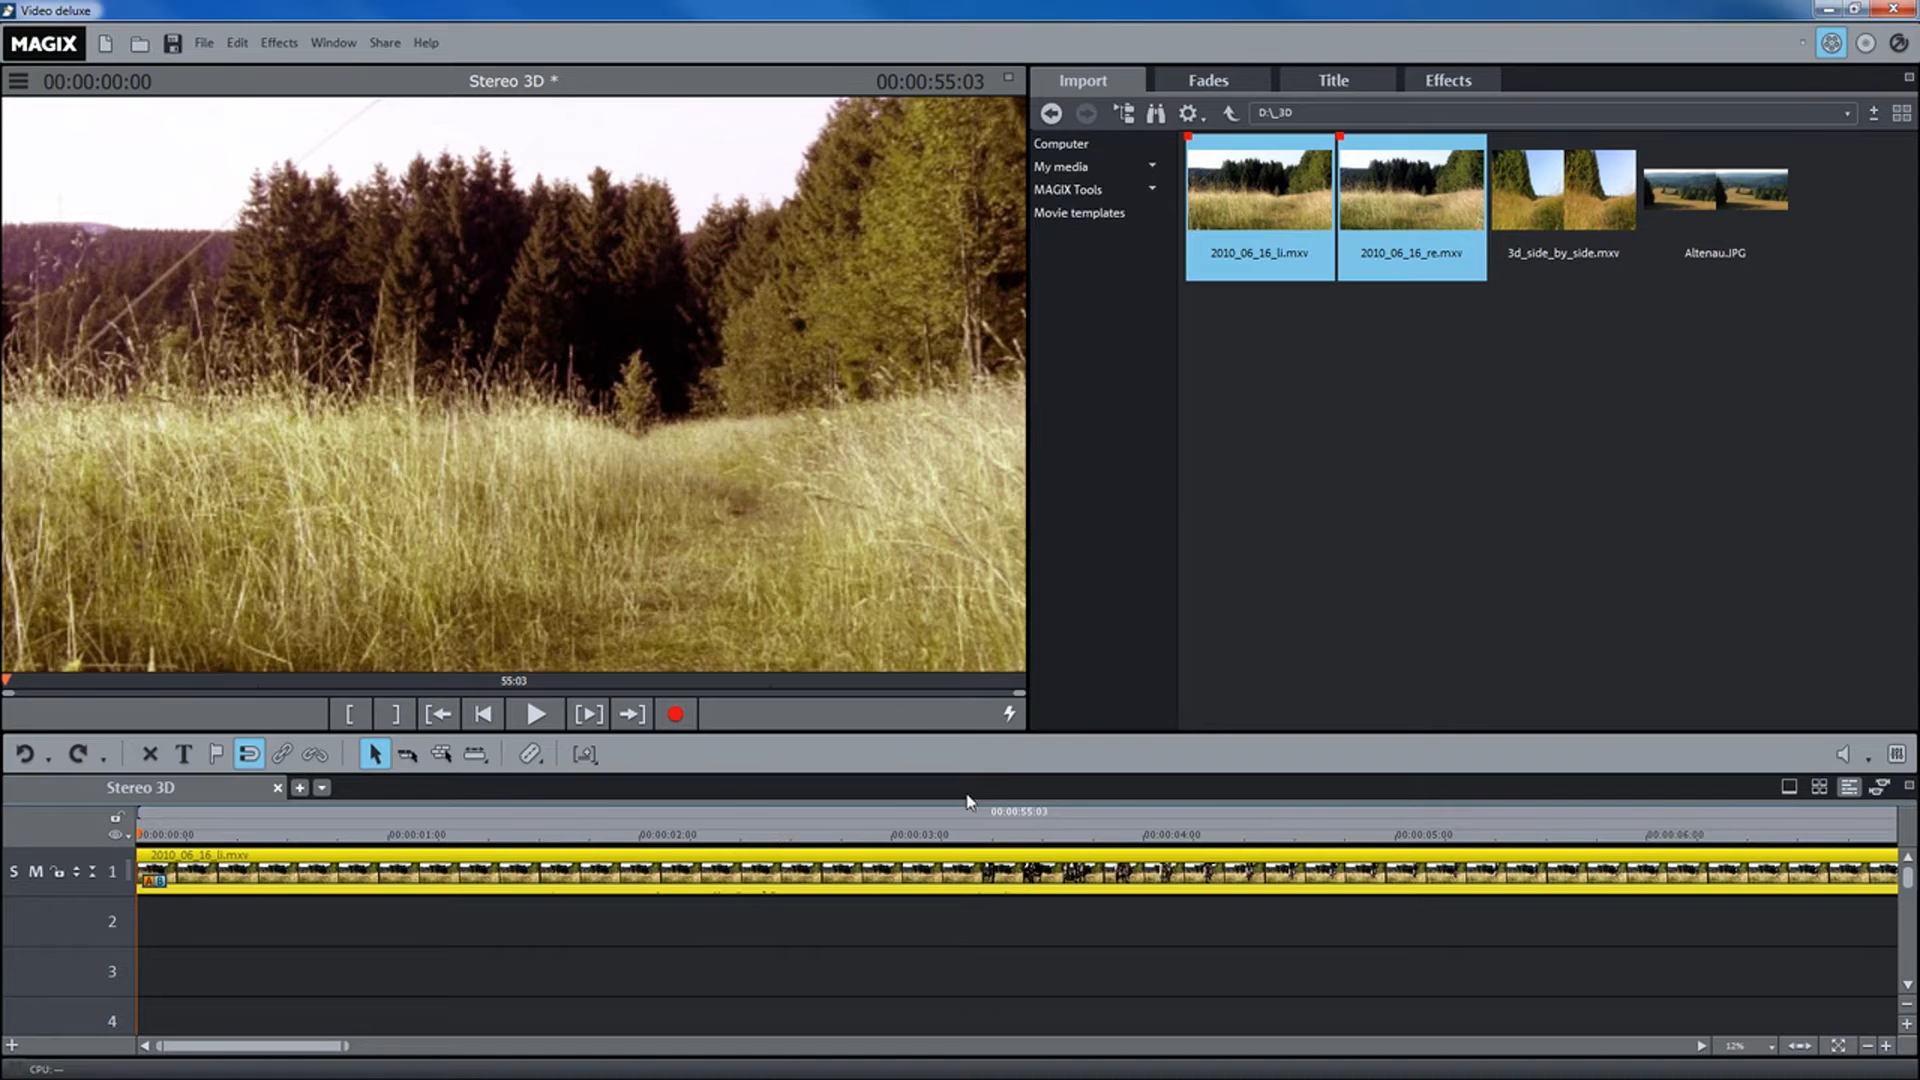 Video deluxe
MAGIX File Edit Effects Window Share Help
00:00:00:00 Stereo 3D * 00:00:55:03
Import Fades Title Effects
D:\_3D
Computer
My media
MAGIX Tools
Movie templates
2010_06_16_li.mxv 2010_06_16_re.mxv 3d_side_by_side.mxv Altenau.JPG
55:03
Stereo 3D
00:00:55:03
00:00:00:00 00:00:01:00 00:00:02:00 00:00:03:00 00:00:04:00 00:00:05:00 00:00:06:00
2010_06_16_li.mxv
S M 1
A B
2
3
4
12%
CPU: —